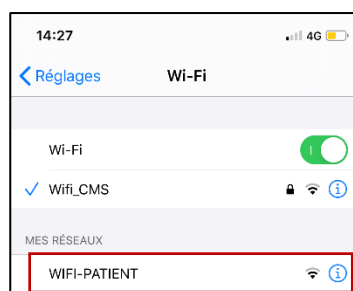 14:27 4G
Réglages Wi-Fi
Wi-Fi
Wifi_CMS
MES RÉSEAUX
WIFI-PATIENT